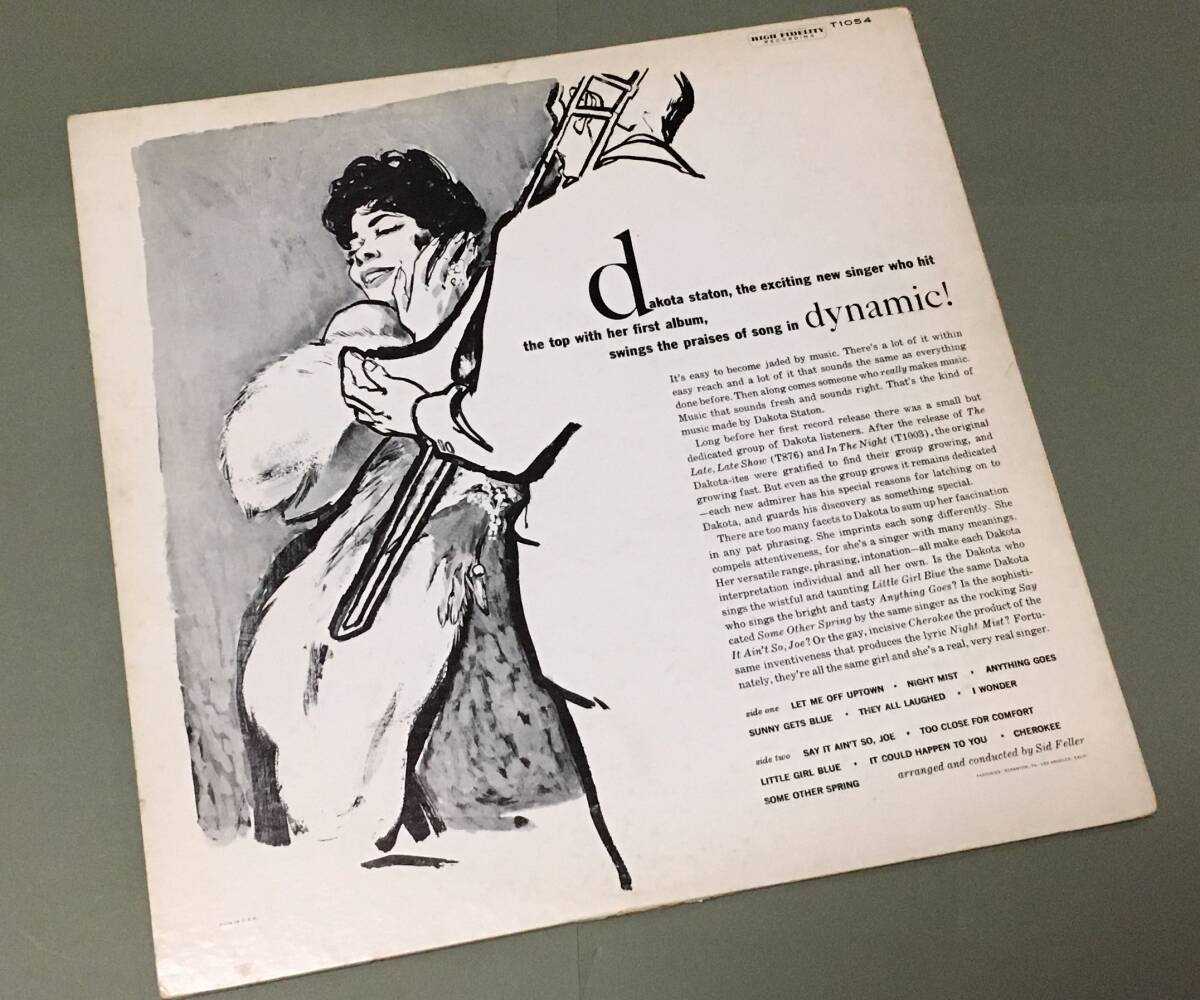 HIGH FIDELITY
RECORDING
T1054
dakota staton, the exciting new singer who hit
the top with her first album,
swings the praises of song in dynamic!
It's easy to become jaded by music. There's a lot of it within
easy reach and a lot of it that sounds the same as everything
done before. Then along comes someone who really makes music.
Music that sounds fresh and sounds right. That's the kind of
music made by Dakota Staton.
Long before her first record release there was a small but
dedicated group of Dakota listeners. After the release of The
Late, Late Show (T876) and In The Night (T1003), the original
Dakota-ites were gratified to find their group growing, and
growing fast. But even as the group grows it remains dedicated
—each new admirer has his special reasons for latching on to
Dakota, and guards his discovery as something special.
There are too many facets to Dakota to sum up her fascination
in any pat phrasing. She imprints each song differently. She
compels attentiveness, for she's a singer with many meanings.
Her versatile range, phrasing, intonation—all make each Dakota
interpretation individual and all her own. Is the Dakota who
sings the wistful and taunting Little Girl Blue the same Dakota
who sings the bright and tasty Anything Goes? Is the sophisti-
cated Some Other Spring by the same singer as the rocking Say
It Ain't So, Joe? Or the gay, incisive Cherokee the product of the
same inventiveness that produces the lyric Night Mist? Fortu-
nately, they're all the same girl and she's a real, very real singer.
side one LET ME OFF UPTOWN • NIGHT MIST • ANYTHING GOES
SUNNY GETS BLUE • THEY ALL LAUGHED • I WONDER
side two SAY IT AIN'T SO, JOE • TOO CLOSE FOR COMFORT
LITTLE GIRL BLUE • IT COULD HAPPEN TO YOU • CHEROKEE
SOME OTHER SPRING arranged and conducted by Sid Feller
FACTORIES: SCRANTON, PA. LOS ANGELES, CALIF.